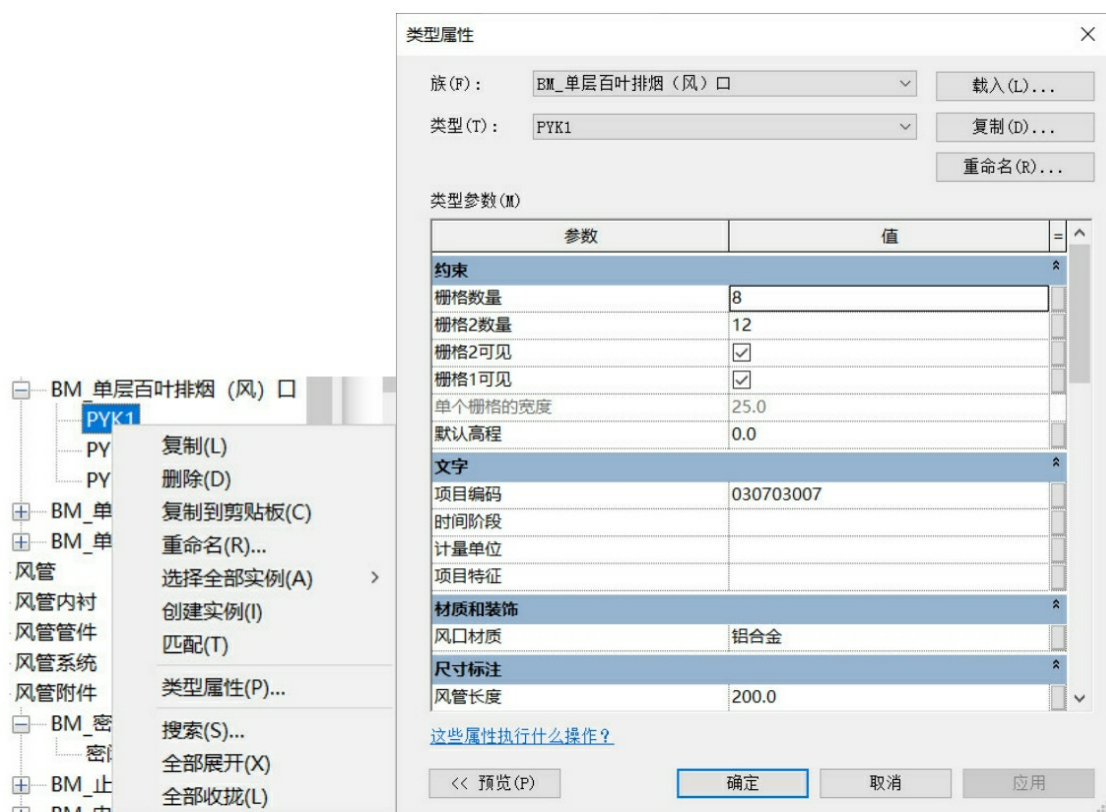 BM_单层百叶排烟（风）口
PYK1
PY
PY
BM_单
BM_单
风管
风管内衬
风管管件
风管系统
风管附件
BM_密
BM_止
复制(L)
删除(D)
复制到剪贴板(C)
重命名(R)...
选择全部实例(A)
创建实例(I)
匹配(T)
类型属性(P)...
搜索(S)...
全部展开(X)
全部收拢(L)
类型属性
族(F)： BM_单层百叶排烟（风）口 载入(L)...
类型(T)： PYK1 复制(D)...
重命名(R)...
类型参数(M)
参数 值 =
约束
栅格数量 8
栅格2数量 12
栅格2可见
栅格1可见
单个栅格的宽度 25.0
默认高程 0.0
文字
项目编码 030703007
时间阶段
计量单位
项目特征
材质和装饰
风口材质 铝合金
尺寸标注
风管长度 200.0
这些属性执行什么操作？
<< 预览(P) 确定 取消 应用